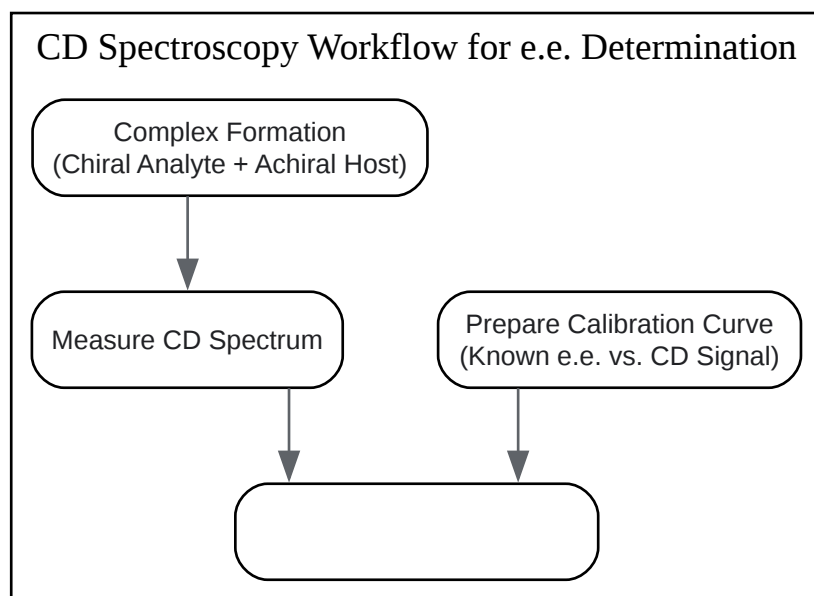 CD Spectroscopy Workflow for e.e. Determination
Complex Formation
(Chiral Analyte + Achiral Host)
Measure CD Spectrum
Prepare Calibration Curve
(Known e.e. vs. CD Signal)